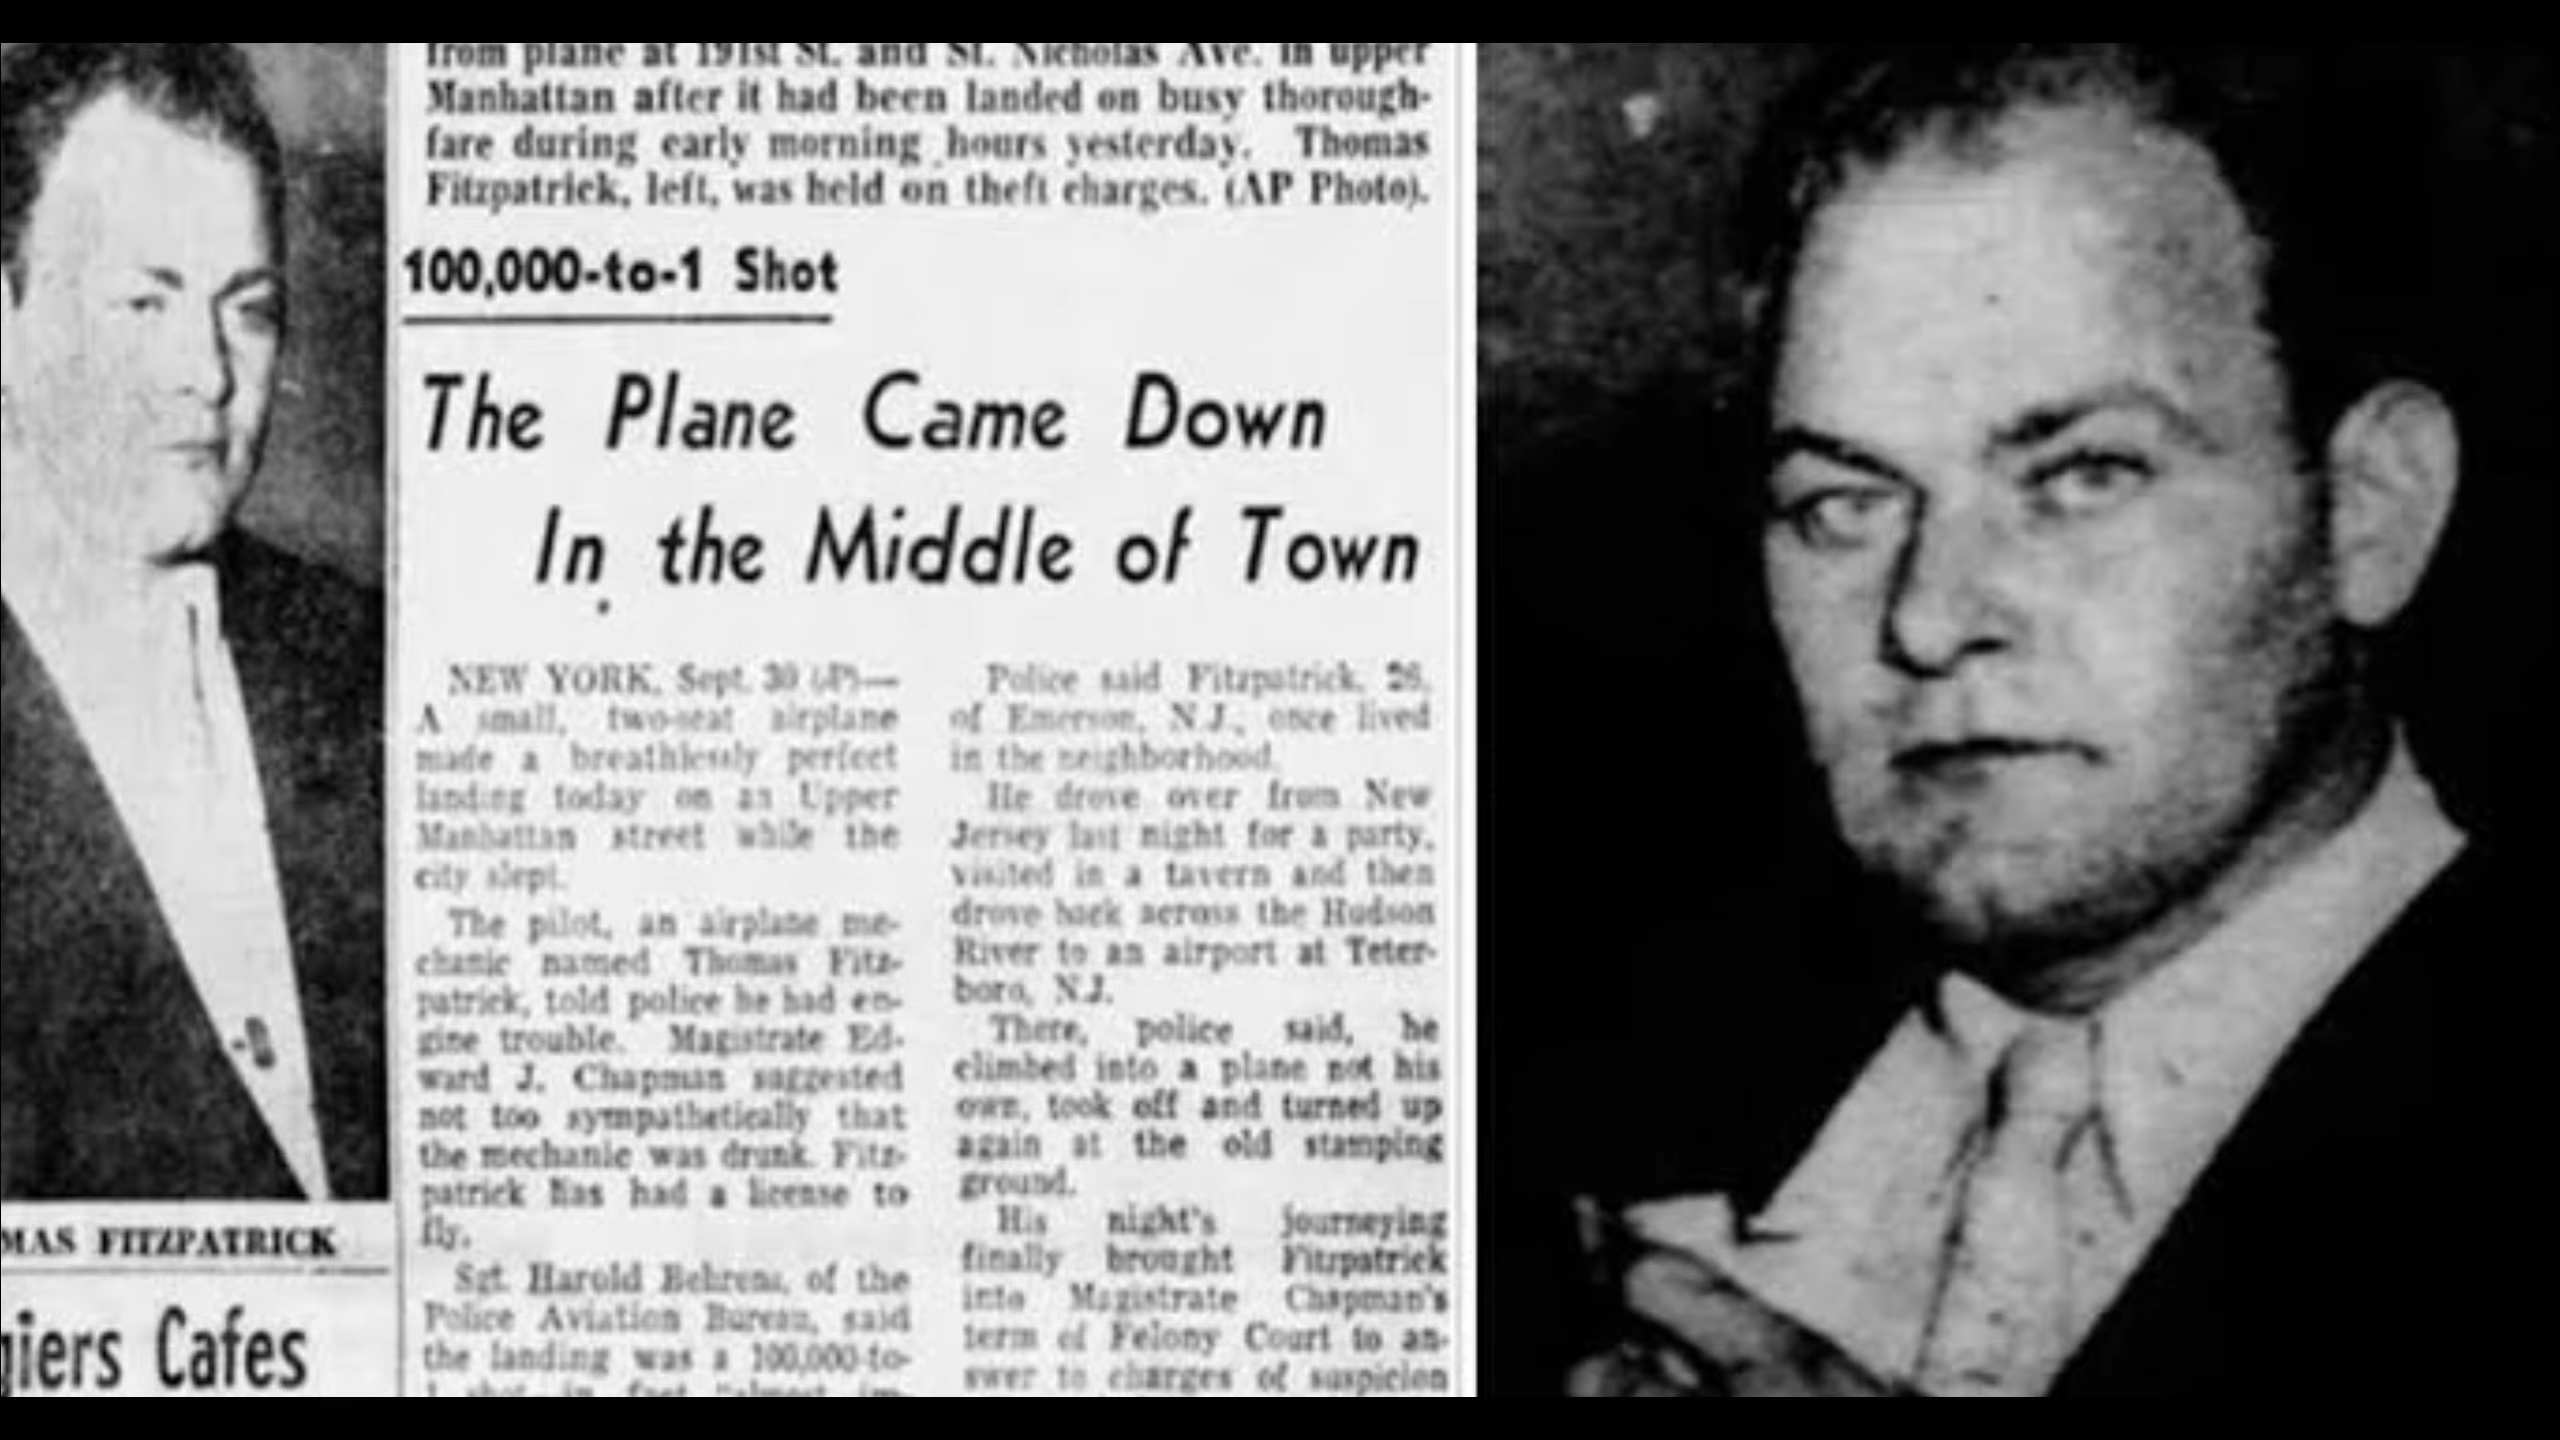 from plane at 191st St. and St. Nicholas Ave. in upper
Manhattan after it had been landed on busy thorough-
fare during early morning hours yesterday. Thomas
Fitzpatrick, left, was held on theft charges. (AP Photo).
100,000-to-1 Shot
The Plane Came Down
In the Middle of Town
NEW YORK, Sept. 30 (AP)—
A small, two-seat airplane
made a breathlessly perfect
landing today on an Upper
Manhattan street while the
city slept.
The pilot, an airplane me-
chanic named Thomas Fitz-
patrick, told police he had en-
gine trouble. Magistrate Ed-
ward J. Chapman suggested
not too sympathetically that
the mechanic was drunk. Fitz-
patrick has had a license to
fly.
Sgt. Harold Behrens, of the
Police Aviation Bureau, said
the landing was a 100,000-to-
1 shot, in fact "almost im-
Police said Fitzpatrick, 26,
of Emerson, N.J., once lived
in the neighborhood.
He drove over from New
Jersey last night for a party,
visited in a tavern and then
drove back across the Hudson
River to an airport at Teter-
boro, N.J.
There, police said, he
climbed into a plane not his
own, took off and turned up
again at the old stamping
ground.
His night's journeying
finally brought Fitzpatrick
into Magistrate Chapman's
term of Felony Court to an-
swer to charges of suspicion
MAS FITZPATRICK
giers Cafes